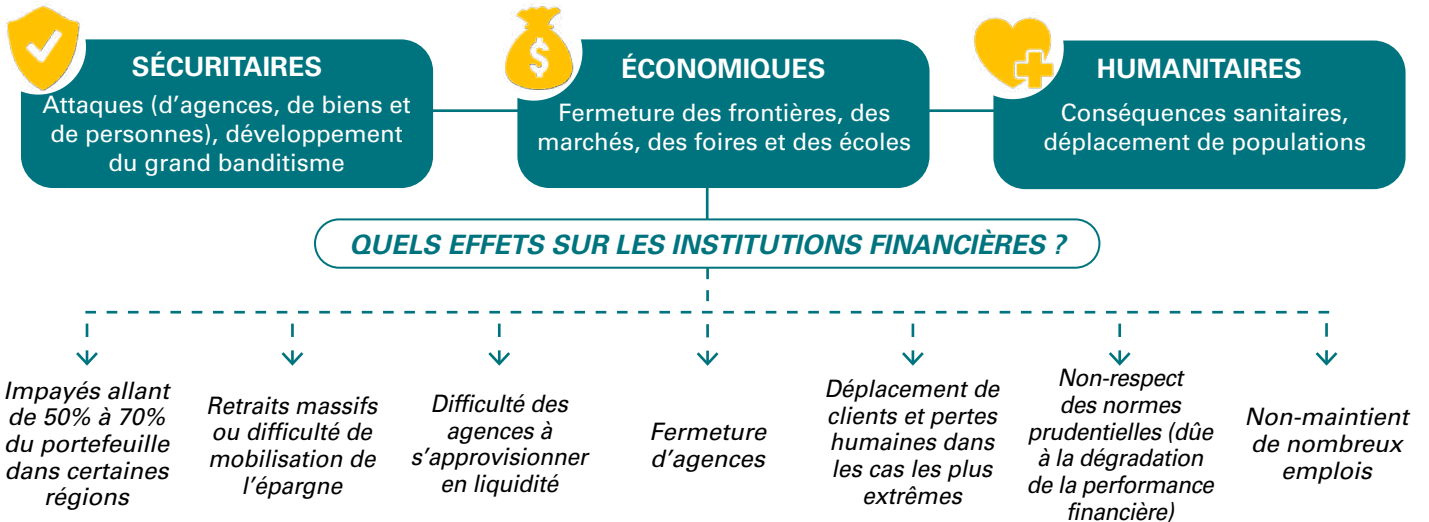 SÉCURITAIRES
Attaques (d'agences, de biens et
de personnes), développement
du grand banditisme
$
ÉCONOMIQUES
Fermeture des frontières, des
marchés, des foires et des écoles
HUMANITAIRES
Conséquences sanitaires,
déplacement de populations
QUELS EFFETS SUR LES INSTITUTIONS FINANCIÈRES ?
Impayés allant
de 50% à 70%
du portefeuille
dans certaines
régions
Retraits massifs
ou difficulté de
mobilisation de
l'épargne
Difficulté des
agences à
s'approvisionner
en liquidité
Fermeture
d'agences
Déplacement de
clients et pertes
humaines dans
les cas les plus
extrêmes
Non-respect
des normes
prudentielles (dûe
à la dégradation
de la performance
financière)
Non-maintient
de nombreux
emplois